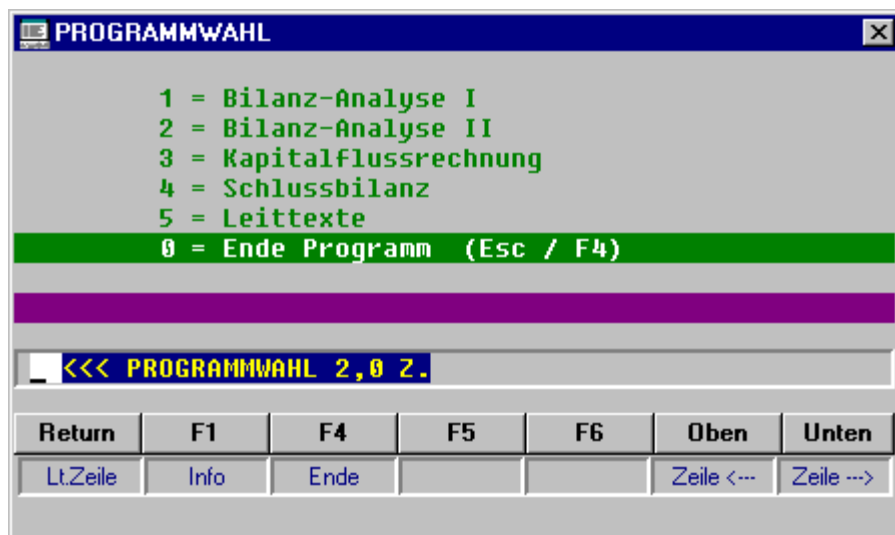 PROGRAMMWAHL
1 = Bilanz-Analyse I
2 = Bilanz-Analyse II
3 = Kapitalflussrechnung
4 = Schlussbilanz
5 = Leittexte
0 = Ende Programm (Esc / F4)
_ <<< PROGRAMMWAHL 2,0 Z.
Return F1 F4 F5 F6 Oben Unten
Lt.Zeile Info Ende Zeile <--- Zeile --->